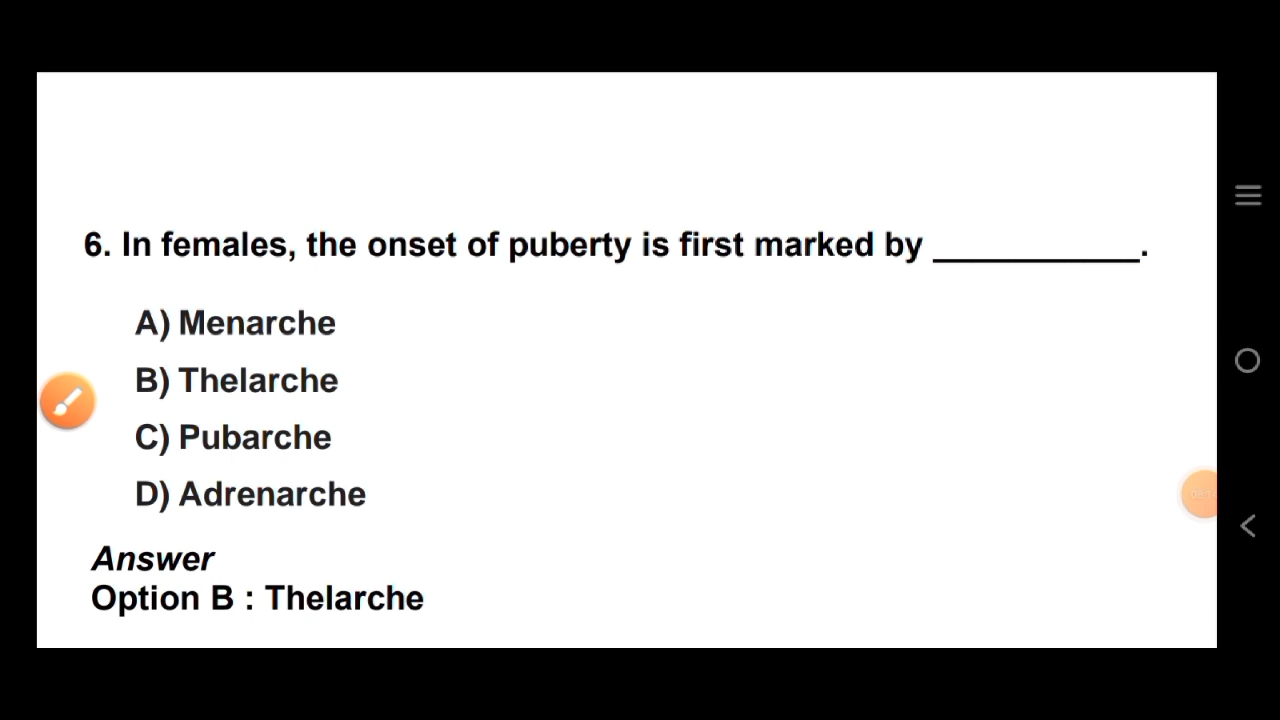 6. In females, the onset of puberty is first marked by ___________.
A) Menarche
B) Thelarche
C) Pubarche
D) Adrenarche
Answer
Option B : Thelarche